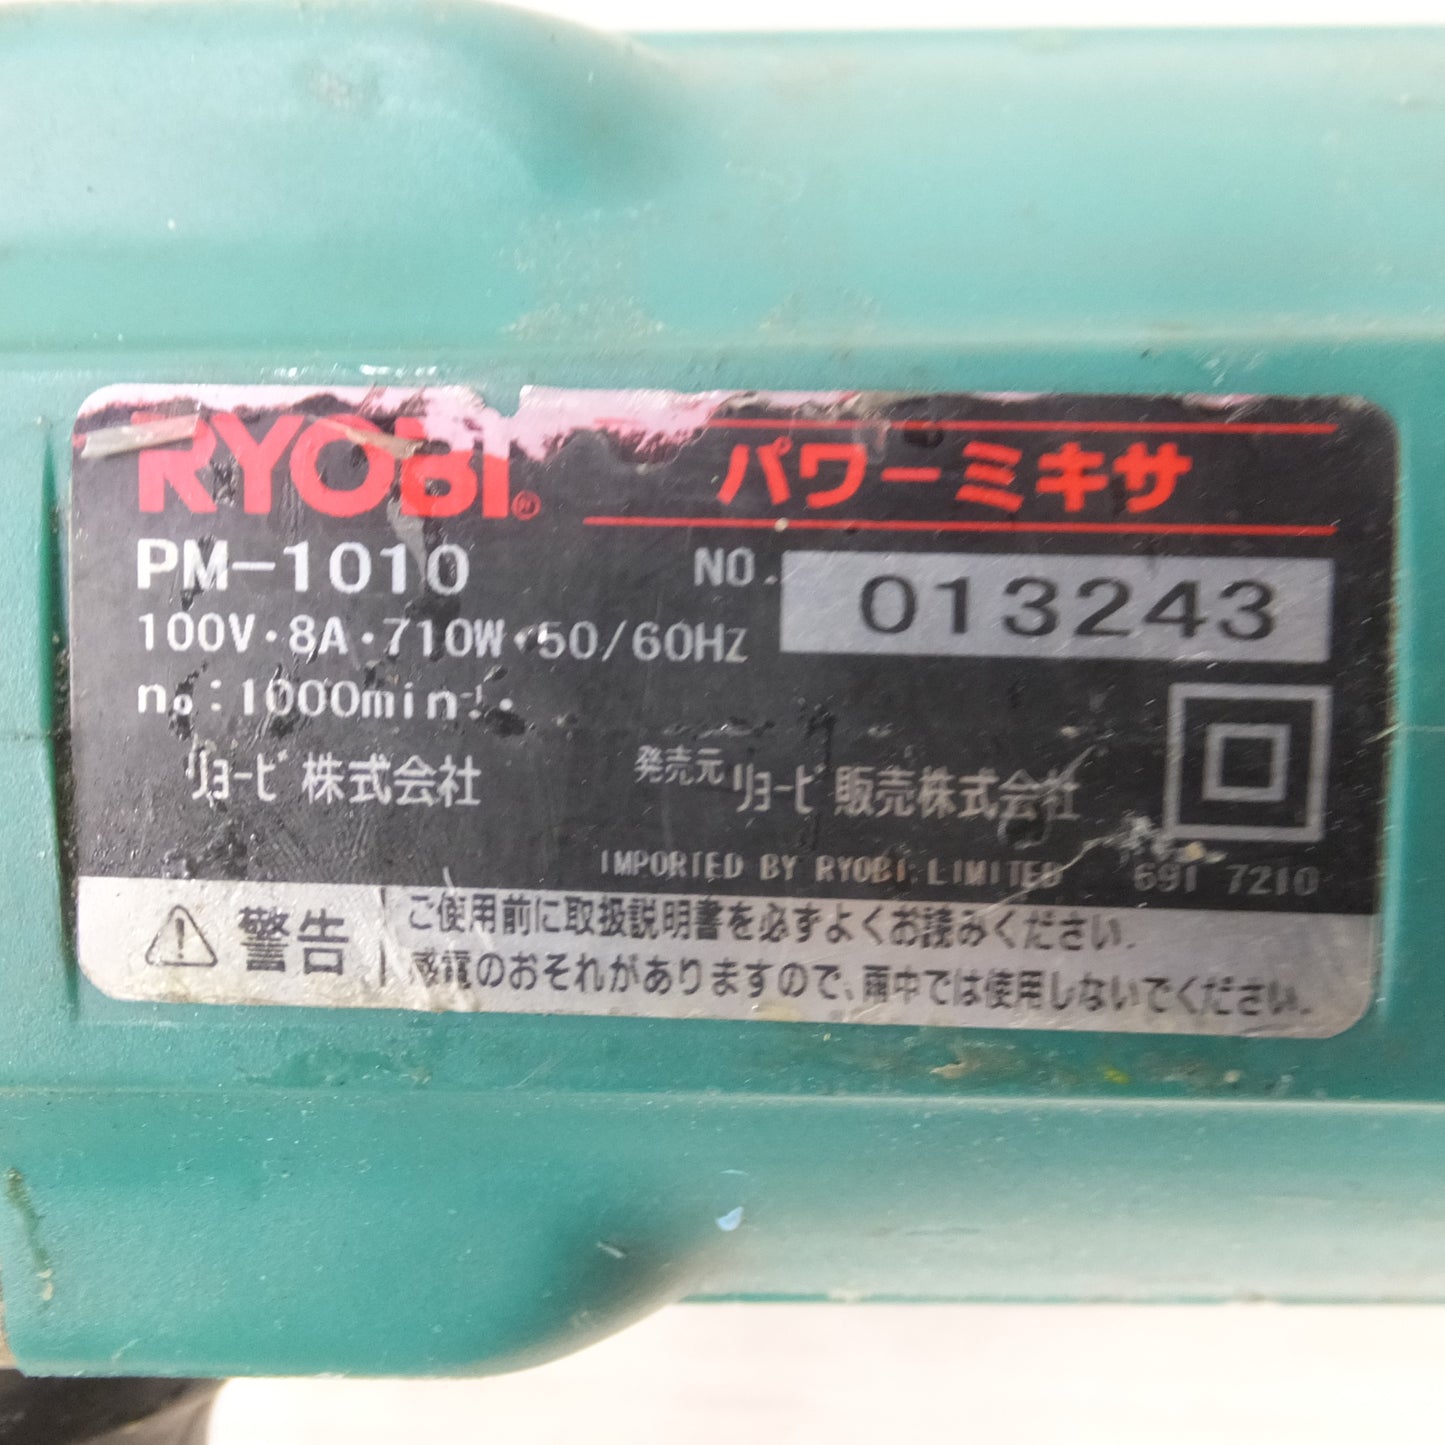 RYOBI® パワーミキサ
PM-1010 NO. 013243
100V・8A・710W・50/60Hz
no:1000min⁻¹
リョービ 株式会社 発売元 リョービ 販売株式会社
IMPORTED BY RYOBI LIMITED 691 7210
警告 ご使用前に取扱説明書を必ずよくお読みください.
感電のおそれがありますので、雨中では使用しないでください.